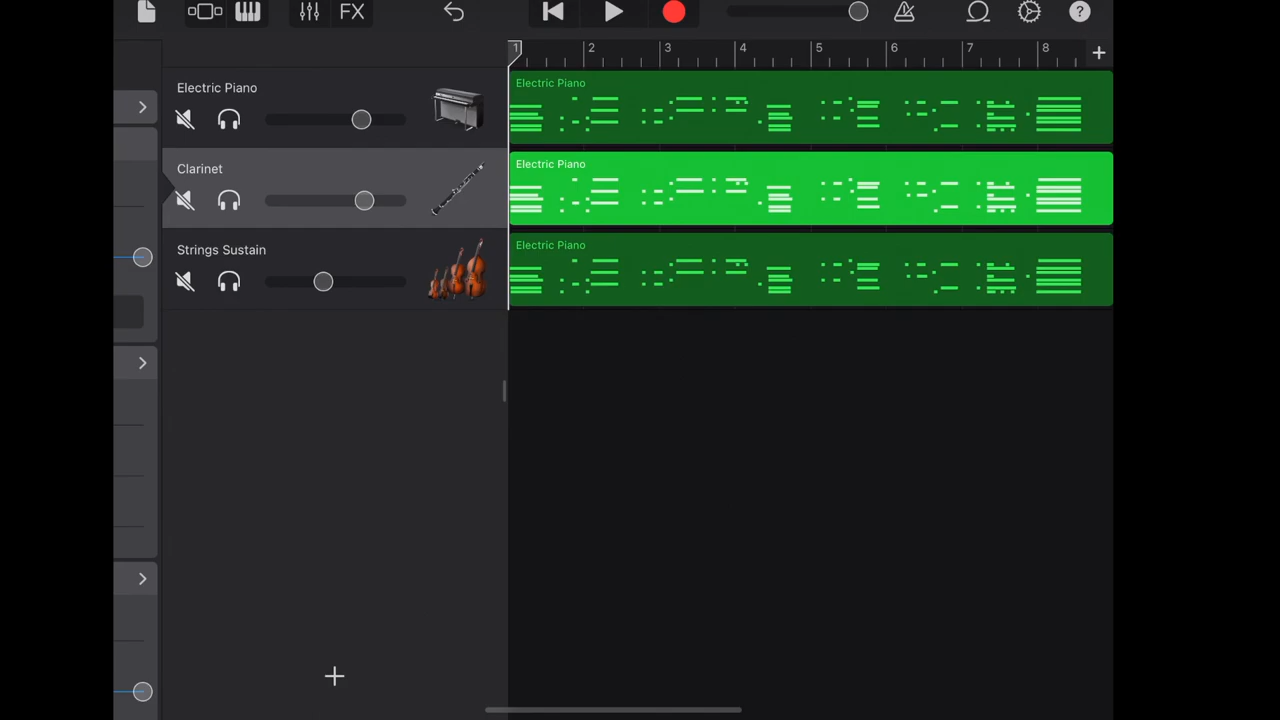 FX
?
1 2 3 4 5 6 7 8 +
Electric Piano
Electric Piano
Clarinet
Electric Piano
Strings Sustain
Electric Piano
+